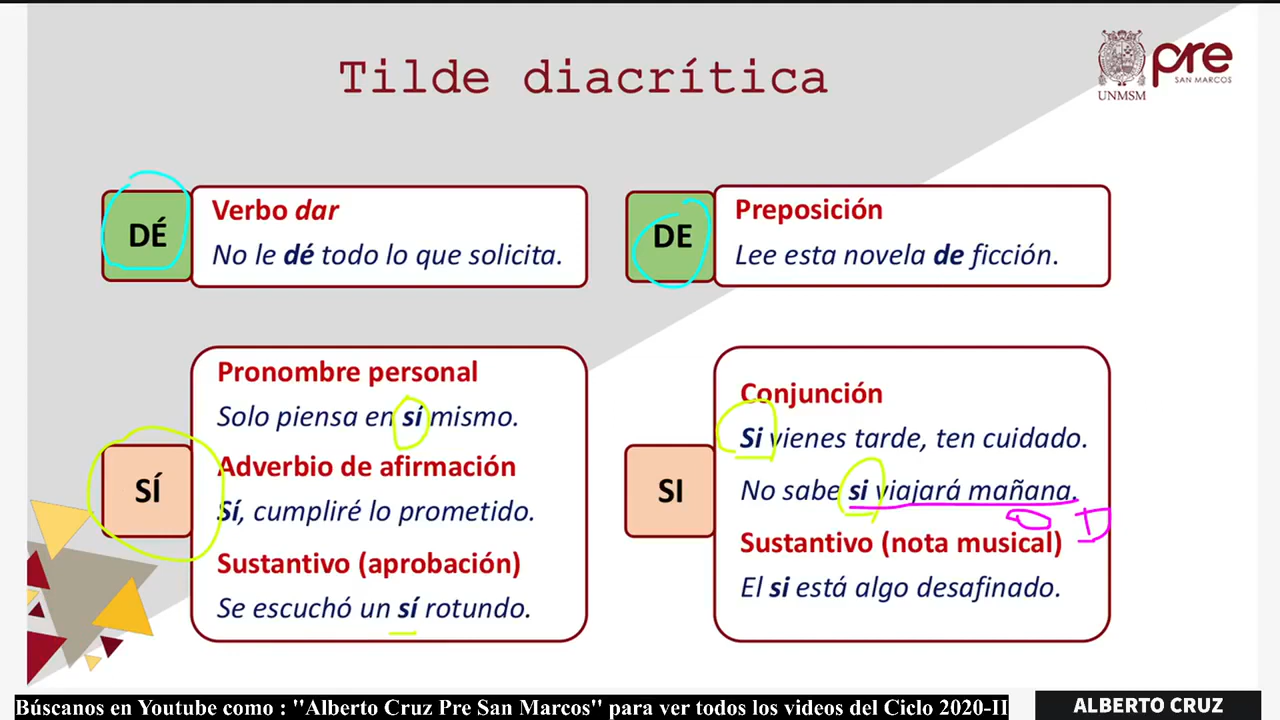 Tilde diacrítica
pre
SAN MARCOS
UNMSM
DÉ
Verbo dar
No le dé todo lo que solicita.
DE
Preposición
Lee esta novela de ficción.
SÍ
Pronombre personal
Solo piensa en sí mismo.
Adverbio de afirmación
Sí, cumpliré lo prometido.
Sustantivo (aprobación)
Se escuchó un sí rotundo.
SI
Conjunción
Si vienes tarde, ten cuidado.
No sabe si viajará mañana.
O D
Sustantivo (nota musical)
El si está algo desafinado.
Búscanos en Youtube como : "Alberto Cruz Pre San Marcos" para ver todos los videos del Ciclo 2020-II
ALBERTO CRUZ